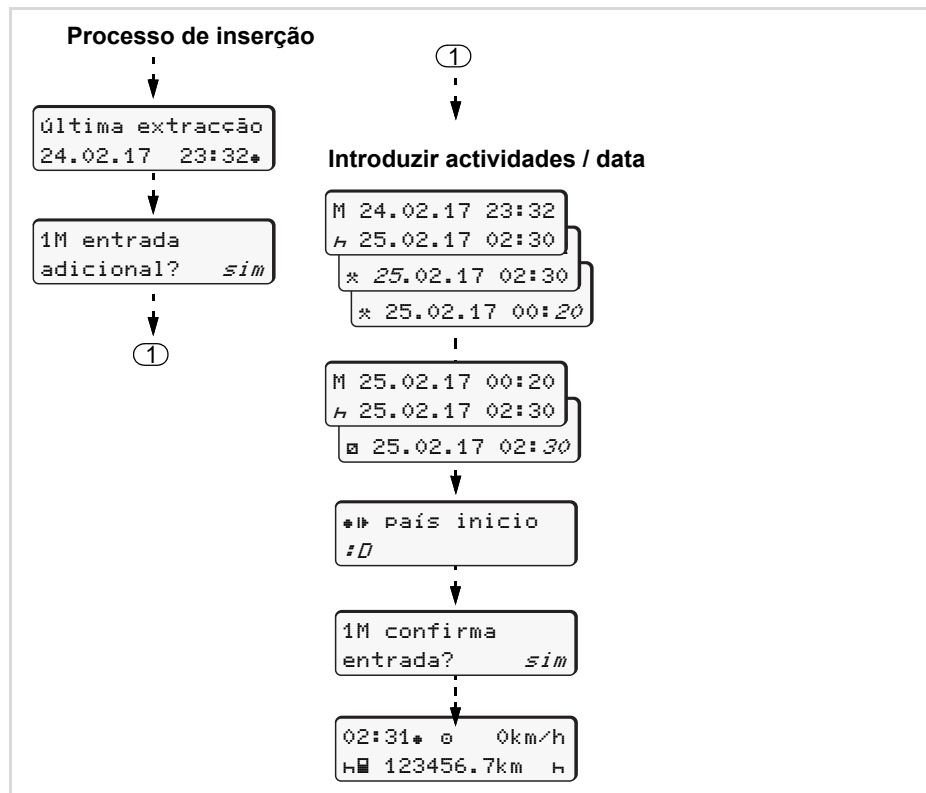 Processo de inserção
última extracção
24.02.17 23:32
1M entrada
adicional? sim
1
1
Introduzir actividades / data
M 24.02.17 23:32
25.02.17 02:30
25.02.17 02:30
25.02.17 00:20
M 25.02.17 00:20
25.02.17 02:30
25.02.17 02:30
país inicio
:D
1M confirma
entrada? sim
02:31 0km/h
123456.7km